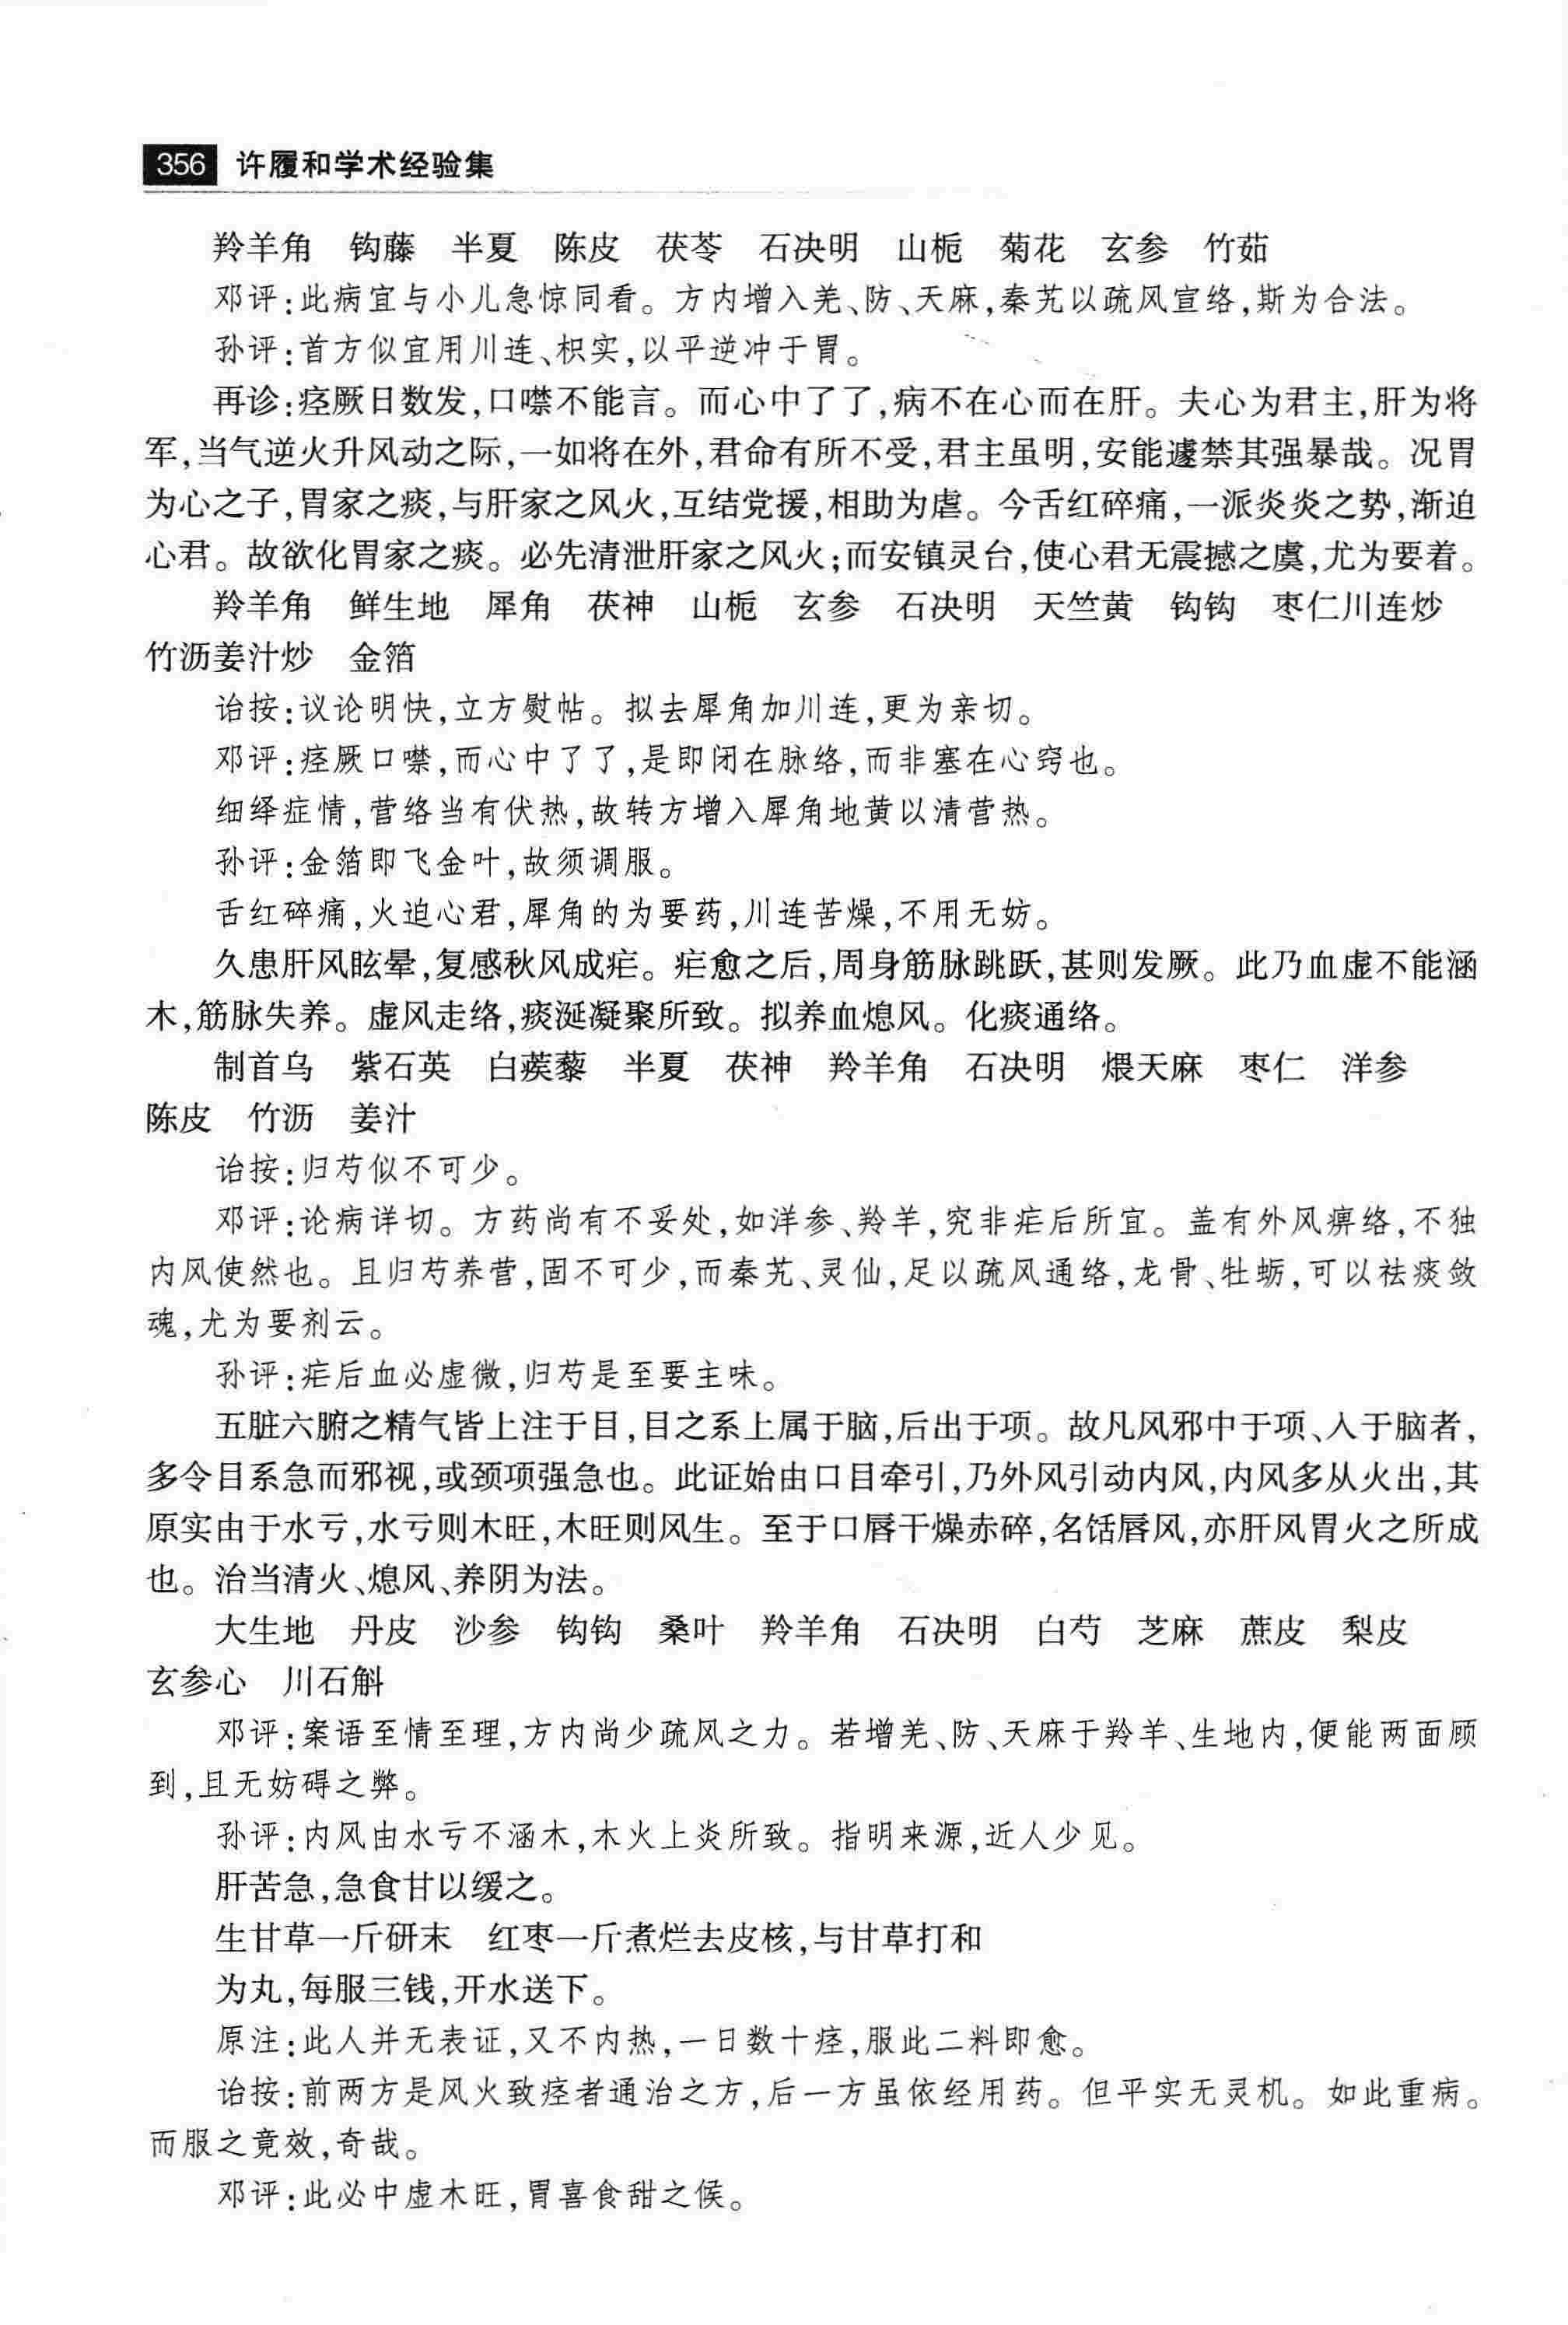 356 许履和学术经验集
羚羊角 钩藤 半夏 陈皮 茯苓 石决明 山栀 菊花 玄参 竹茹
邓评:此病宜与小儿急惊同看。方内增入羌、防、天麻,秦艽以疏风宣络,斯为合法。
孙评:首方似宜用川连、枳实,以平逆冲于胃。
再诊:痉厥日数发,口噤不能言。而心中了了,病不在心而在肝。夫心为君主,肝为将
军,当气逆火升风动之际,一如将在外,君命有所不受,君主虽明,安能遽禁其强暴哉。况胃
为心之子,胃家之痰,与肝家之风火,互结党援,相助为虐。今舌红碎痛,一派炎炎之势,渐迫
心君。故欲化胃家之痰。必先清泄肝家之风火;而安镇灵台,使心君无震撼之虞,尤为要着。
羚羊角 鲜生地 犀角 茯神 山栀 玄参 石决明 天竺黄 钩钩 枣仁川连炒
竹沥姜汁炒 金箔
诒按:议论明快,立方熨帖。拟去犀角加川连,更为亲切。
邓评:痉厥口噤,而心中了了,是即闭在脉络,而非塞在心窍也。
细绎症情,营络当有伏热,故转方增入犀角地黄以清营热。
孙评:金箔即飞金叶,故须调服。
舌红碎痛,火迫心君,犀角的为要药,川连苦燥,不用无妨。
久患肝风眩晕,复感秋风成疟。疟愈之后,周身筋脉跳跃,甚则发厥。此乃血虚不能涵
木,筋脉失养。虚风走络,痰涎凝聚所致。拟养血熄风。化痰通络。
制首乌 紫石英 白蒺藜 半夏 茯神 羚羊角 石决明 煨天麻 枣仁 洋参
陈皮 竹沥 姜汁
诒按:归芍似不可少。
邓评:论病详切。方药尚有不妥处,如洋参、羚羊,究非疟后所宜。盖有外风痹络,不独
内风使然也。且归芍养营,固不可少,而秦艽、灵仙,足以疏风通络,龙骨、牡蛎,可以祛痰敛
魂,尤为要剂云。
孙评:疟后血必虚微,归芍是至要主味。
五脏六腑之精气皆上注于目,目之系上属于脑,后出于项。故凡风邪中于项、入于脑者,
多令目系急而邪视,或颈项强急也。此证始由口目牵引,乃外风引动内风,内风多从火出,其
原实由于水亏,水亏则木旺,木旺则风生。至于口唇干燥赤碎,名䑛唇风,亦肝风胃火之所成
也。治当清火、熄风、养阴为法。
大生地 丹皮 沙参 钩钩 桑叶 羚羊角 石决明 白芍 芝麻 蔗皮 梨皮
玄参心 川石斛
邓评:案语至情至理,方内尚少疏风之力。若增羌、防、天麻于羚羊、生地内,便能两面顾
到,且无妨碍之弊。
孙评:内风由水亏不涵木,木火上炎所致。指明来源,近人少见。
肝苦急,急食甘以缓之。
生甘草一斤研末 红枣一斤煮烂去皮核,与甘草打和
为丸,每服三钱,开水送下。
原注:此人并无表证,又不内热,一日数十痉,服此二料即愈。
诒按:前两方是风火致痉者通治之方,后一方虽依经用药。但平实无灵机。如此重病。
而服之竟效,奇哉。
邓评:此必中虚木旺,胃喜食甜之候。